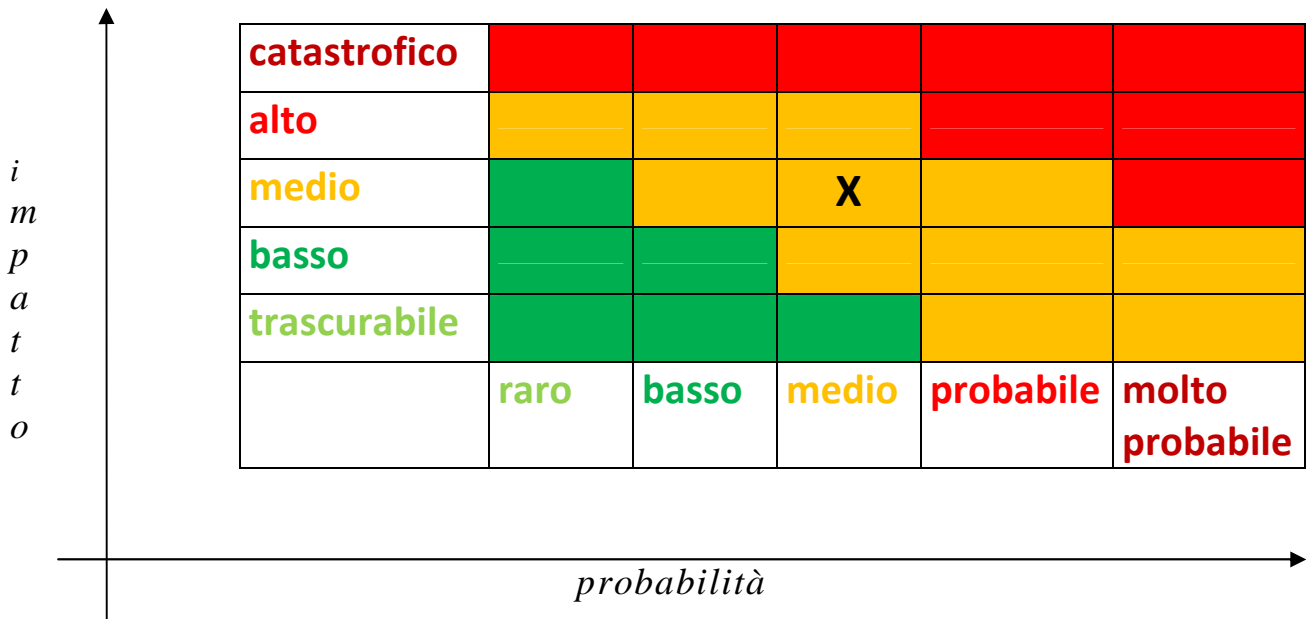 catastrofico
alto
medio X
basso
trascurabile
raro basso medio probabile molto
probabile
i
m
p
a
t
t
o
probabilità